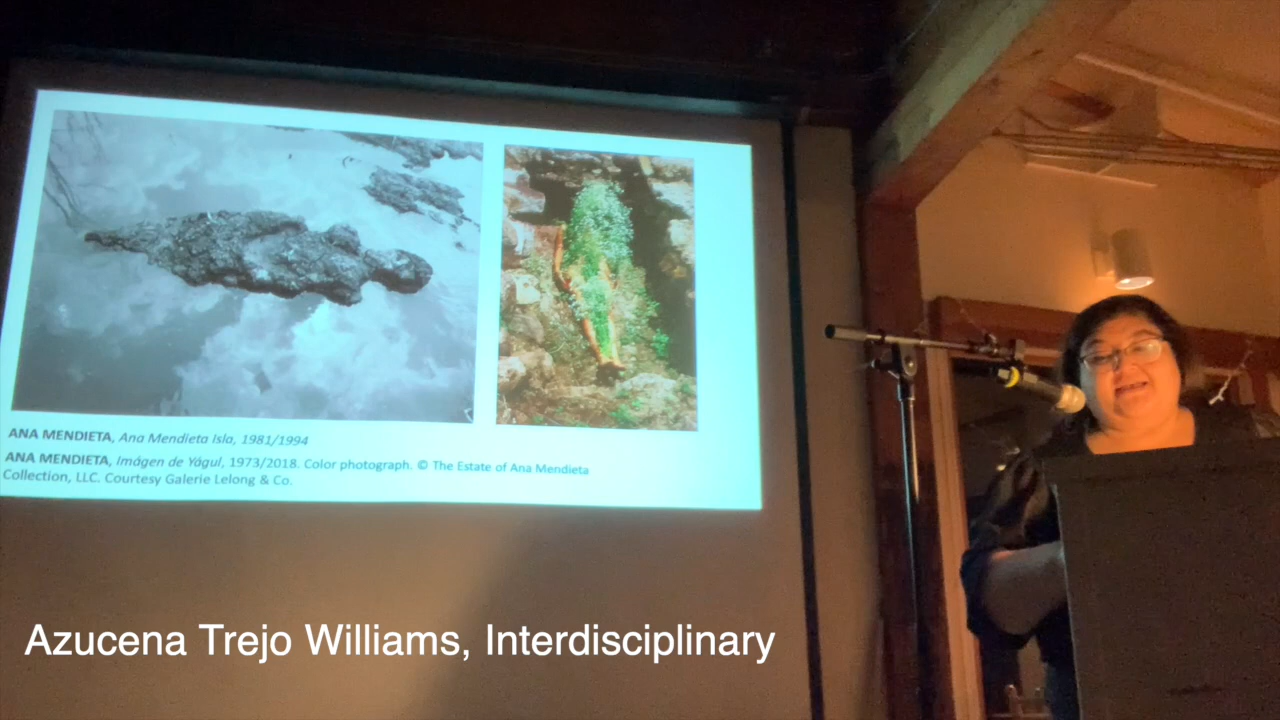 ANA MENDIETA, Ana Mendieta Isla, 1981/1994
ANA MENDIETA, Imágen de Yágul, 1973/2018. Color photograph. © The Estate of Ana Mendieta
Collection, LLC. Courtesy Galerie Lelong & Co.
Azucena Trejo Williams, Interdisciplinary